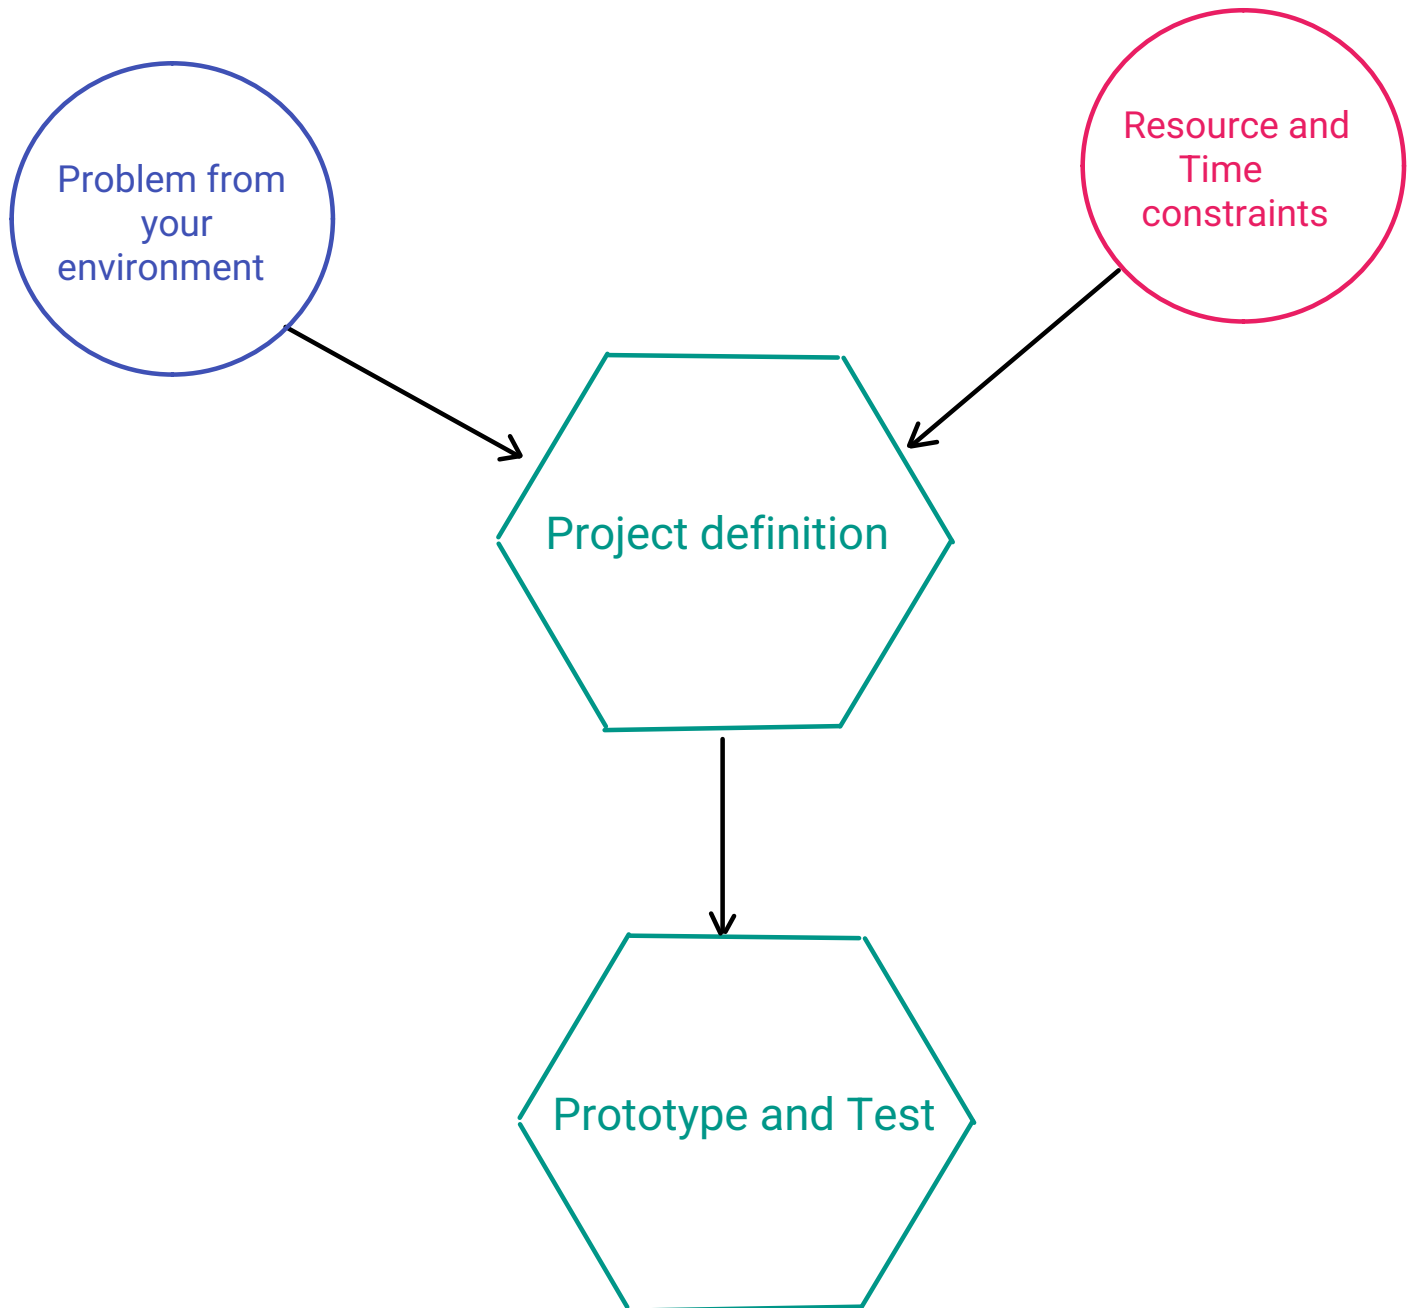 Problem from
your
environment
Resource and
Time
constraints
Project definition
Prototype and Test